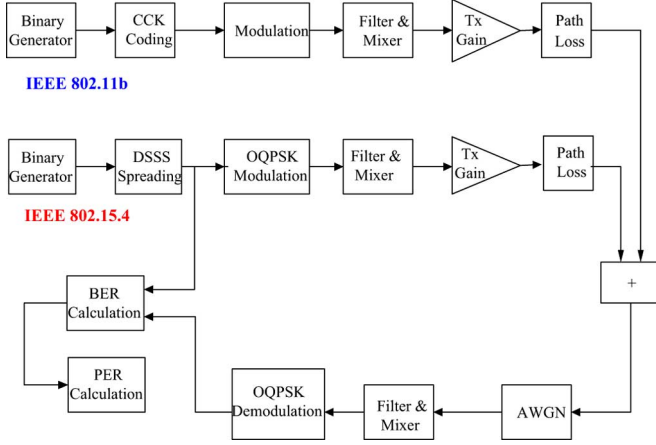 Binary
Generator
CCK
Coding
Modulation
Filter &
Mixer
Tx
Gain
Path
Loss
IEEE 802.11b
Binary
Generator
DSSS
Spreading
OQPSK
Modulation
Filter &
Mixer
Tx
Gain
Path
Loss
IEEE 802.15.4
+
BER
Calculation
PER
Calculation
OQPSK
Demodulation
Filter &
Mixer
AWGN